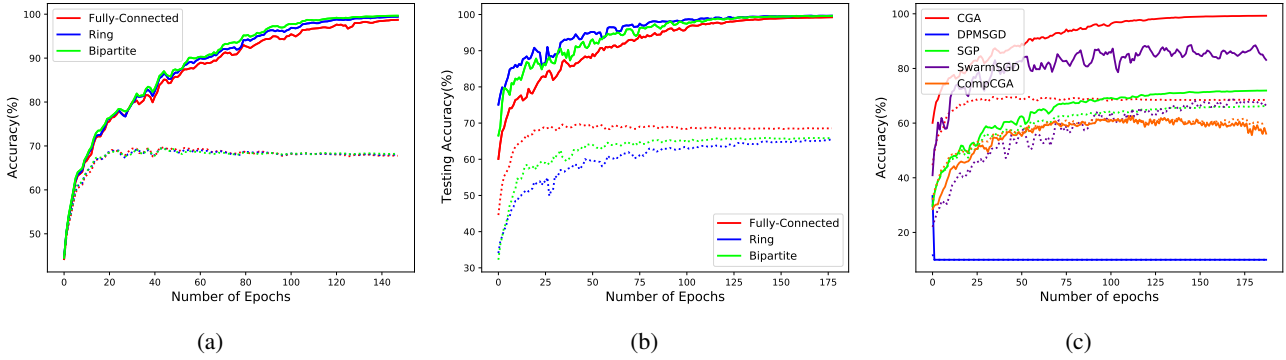 Accuracy(%)
100
90
80
70
60
50
Fully-Connected
Ring
Bipartite
0 20 40 60 80 100 120 140
Number of Epochs
(a)
Testing Accuracy(%)
100
90
80
70
60
50
40
30
Fully-Connected
Ring
Bipartite
0 25 50 75 100 125 150 175
Number of Epochs
(b)
Accuracy(%)
100
80
60
40
20
CGA
DPMSGD
SGP
SwarmSGD
CompCGA
0 25 50 75 100 125 150 175
Number of epochs
(c)